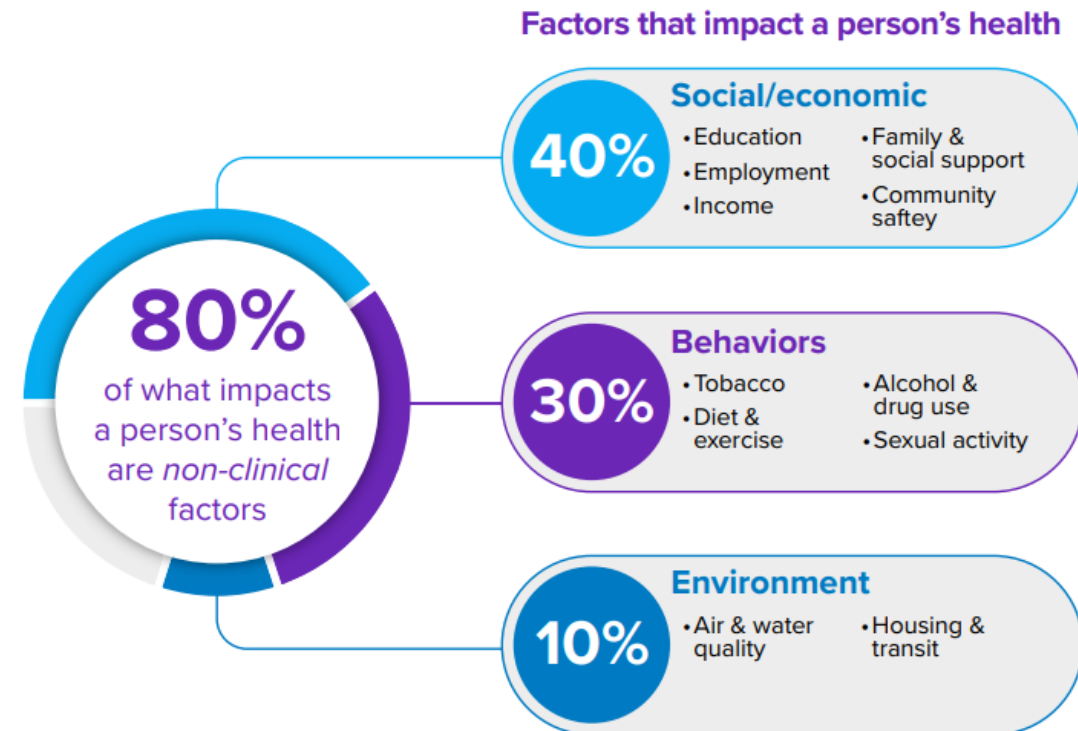 Factors that impact a person's health
80%
of what impacts
a person's health
are non-clinical
factors
40%
Social/economic
•Education
•Employment
•Income
•Family &
social support
•Community
saftey
30%
Behaviors
•Tobacco
•Diet &
exercise
•Alcohol &
drug use
•Sexual activity
10%
Environment
•Air & water
quality
•Housing &
transit